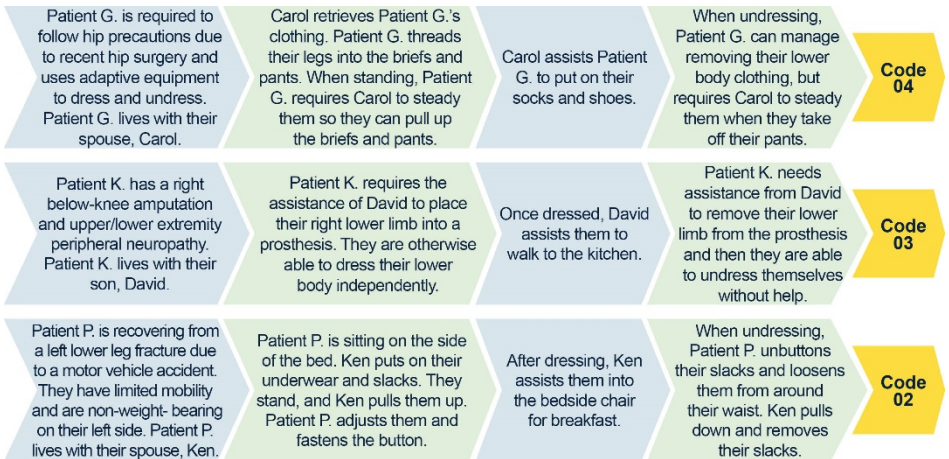 Patient G. is required to
follow hip precautions due
to recent hip surgery and
uses adaptive equipment
to dress and undress.
Patient G. lives with their
spouse, Carol.
Carol retrieves Patient G.'s
clothing. Patient G. threads
their legs into the briefs and
pants. When standing, Patient
G. requires Carol to steady
them so they can pull up
the briefs and pants.
Carol assists Patient
G. to put on their
socks and shoes.
When undressing,
Patient G. can manage
removing their lower
body clothing, but
requires Carol to steady
them when they take
off their pants.
Code
04
Patient K. has a right
below-knee amputation
and upper/lower extremity
peripheral neuropathy.
Patient K. lives with their
son, David.
Patient K. requires the
assistance of David to place
their right lower limb into a
prosthesis. They are otherwise
able to dress their lower
body independently.
Once dressed, David
assists them to
walk to the kitchen.
Patient K. needs
assistance from David
to remove their lower
limb from the prosthesis
and then they are able
to undress themselves
without help.
Code
03
Patient P. is recovering from
a left lower leg fracture due
to a motor vehicle accident.
They have limited mobility
and are non-weight- bearing
on their left side. Patient P.
lives with their spouse, Ken.
Patient P. is sitting on the side
of the bed. Ken puts on their
underwear and slacks. They
stand, and Ken pulls them up.
Patient P. adjusts them and
fastens the button.
After dressing, Ken
assists them into
the bedside chair
for breakfast.
When undressing,
Patient P. unbuttons
their slacks and loosens
them from around
their waist. Ken pulls
down and removes
their slacks.
Code
02